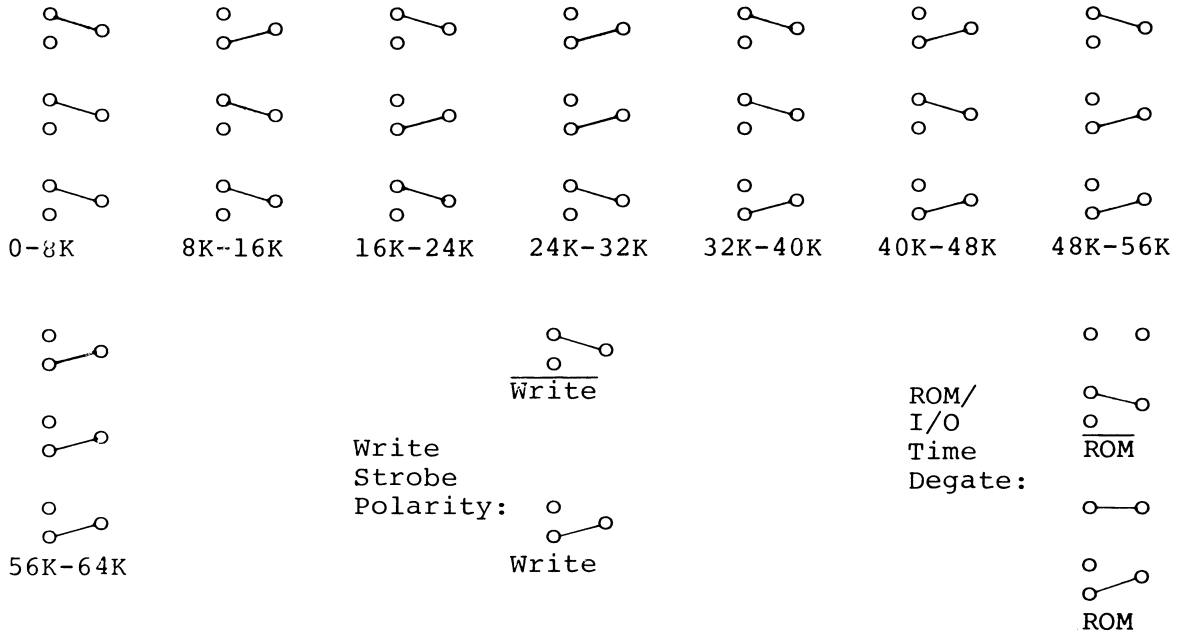 0-8K 8K--16K 16K-24K 24K-32K 32K-40K 40K-48K 48K-56K
56K-64K
Write
Strobe
Polarity:
Write
Write
ROM/
I/O
Time
Degate:
ROM
ROM